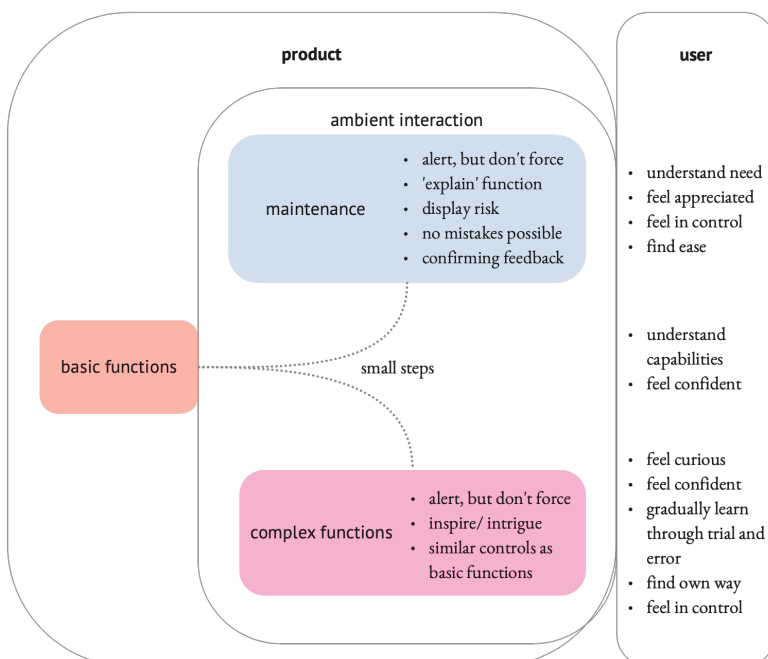 product
ambient interaction
maintenance
• alert, but don't force
• 'explain' function
• display risk
• no mistakes possible
• confirming feedback
basic functions
small steps
complex functions
• alert, but don't force
• inspire/ intrigue
• similar controls as
basic functions
user
• understand need
• feel appreciated
• feel in control
• find ease
• understand
capabilities
• feel confident
• feel curious
• feel confident
• gradually learn
through trial and
error
• find own way
• feel in control